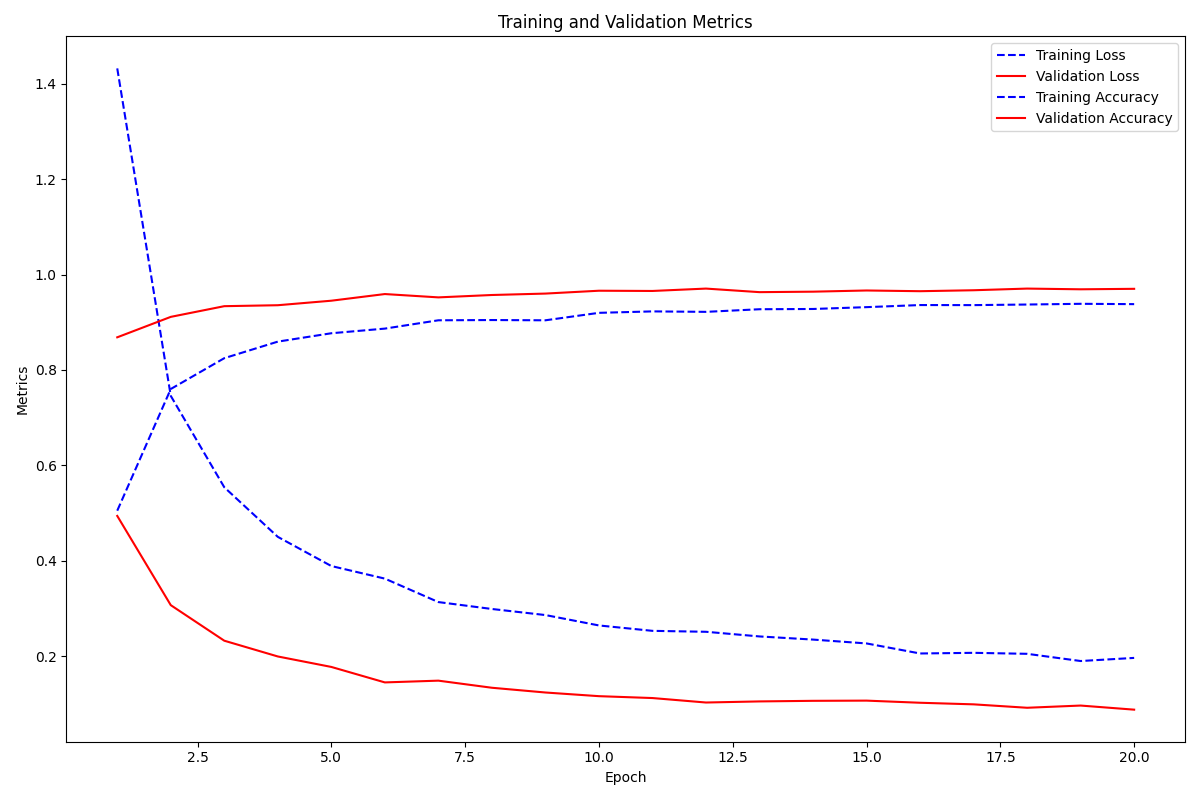 Training and Validation Metrics
Training Loss
Validation Loss
Training Accuracy
Validation Accuracy
1.4
1.2
1.0
0.8
0.6
0.4
0.2
Metrics
2.5 5.0 7.5 10.0 12.5 15.0 17.5 20.0
Epoch